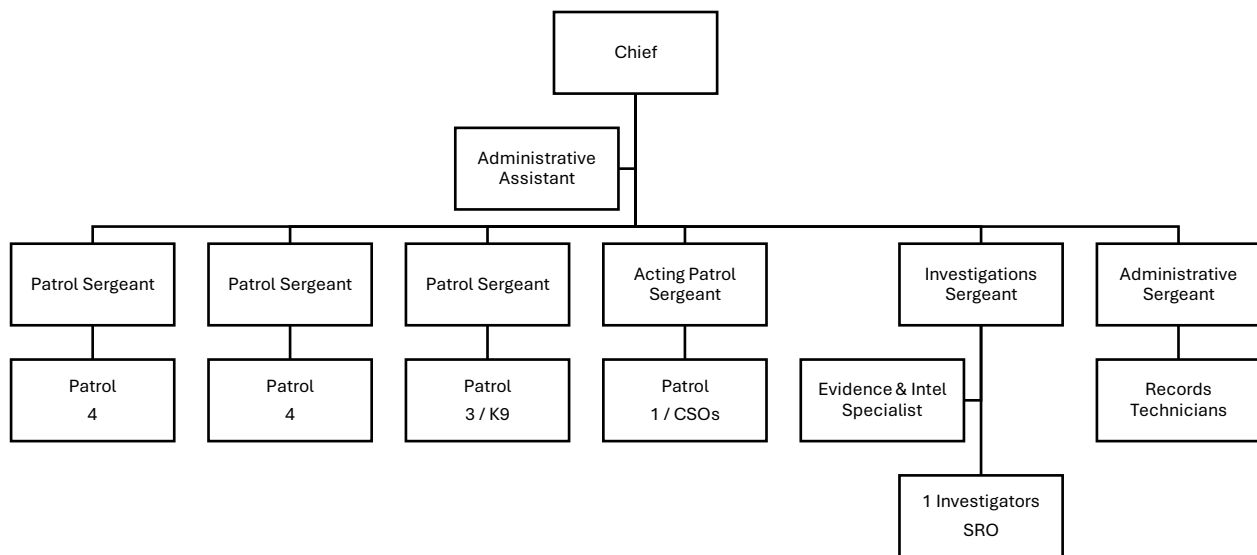 Chief
Administrative
Assistant
Patrol Sergeant
Patrol Sergeant
Patrol Sergeant
Acting Patrol
Sergeant
Investigations
Sergeant
Administrative
Sergeant
Patrol
4
Patrol
4
Patrol
3 / K9
Patrol
1 / CSOs
Evidence & Intel
Specialist
Records
Technicians
1 Investigators
SRO